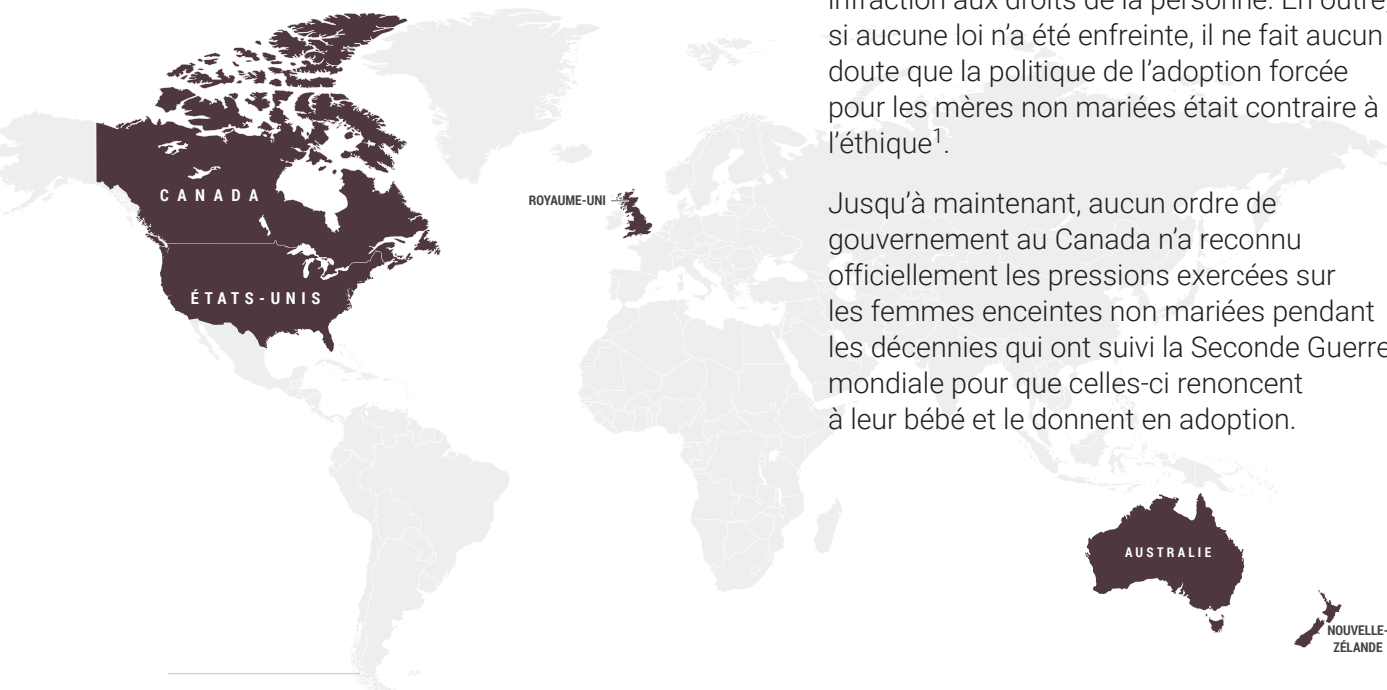 infraction aux droits de la personne. En outre,
si aucune loi n’a été enfreinte, il ne fait aucun
doute que la politique de l’adoption forcée
pour les mères non mariées était contraire à
l’éthique1.
Jusqu’à maintenant, aucun ordre de
gouvernement au Canada n’a reconnu
officiellement les pressions exercées sur
les femmes enceintes non mariées pendant
les décennies qui ont suivi la Seconde Guerre
mondiale pour que celles-ci renoncent
à leur bébé et le donnent en adoption.
CANADA
ROYAUME-UNI
ÉTATS-UNIS
AUSTRALIE
NOUVELLE-
ZÉLANDE